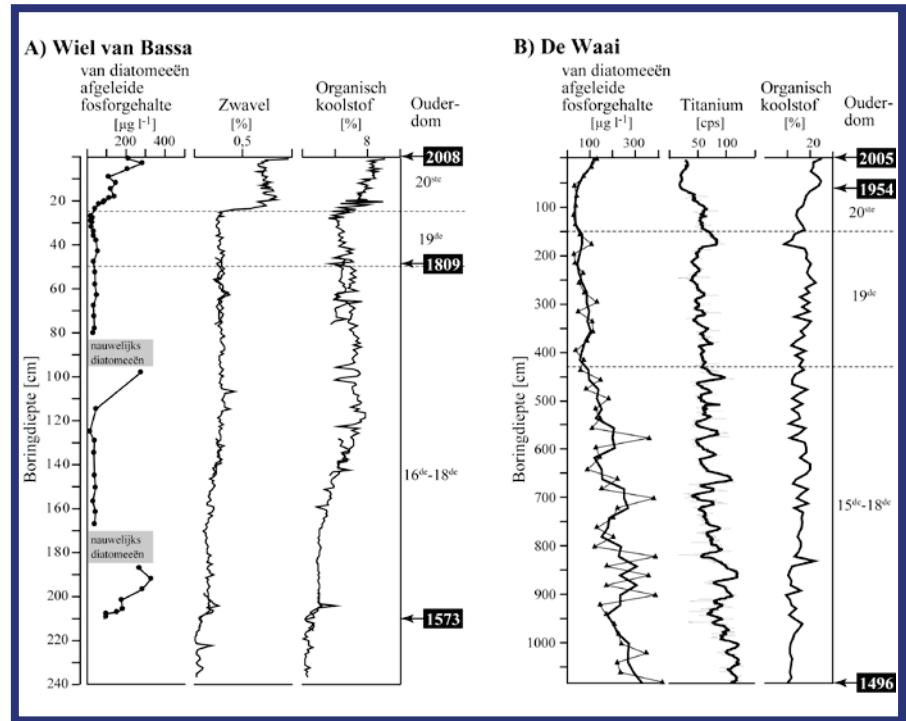 A) Wiel van Bassa
van diatomeeën
afgeleide
fosforgehalte
[µg l⁻¹]
200 400
Zwavel
[%]
0,5
Organisch
koolstof
[%]
8
Ouder-
dom
Boringdiepte [cm]
20
40
60
80
100
120
140
160
180
200
220
240
nauwelijks
diatomeeën
nauwelijks
diatomeeën
2008
20ste
19de
1809
16de-18de
1573
B) De Waai
van diatomeeën
afgeleide
fosforgehalte
[µg l⁻¹]
100 300
Titanium
[cps]
50 100
Organisch
koolstof
[%]
20
Ouder-
dom
Boringdiepte [cm]
100
200
300
400
500
600
700
800
900
1000
2005
1954
20ste
19de
15de-18de
1496